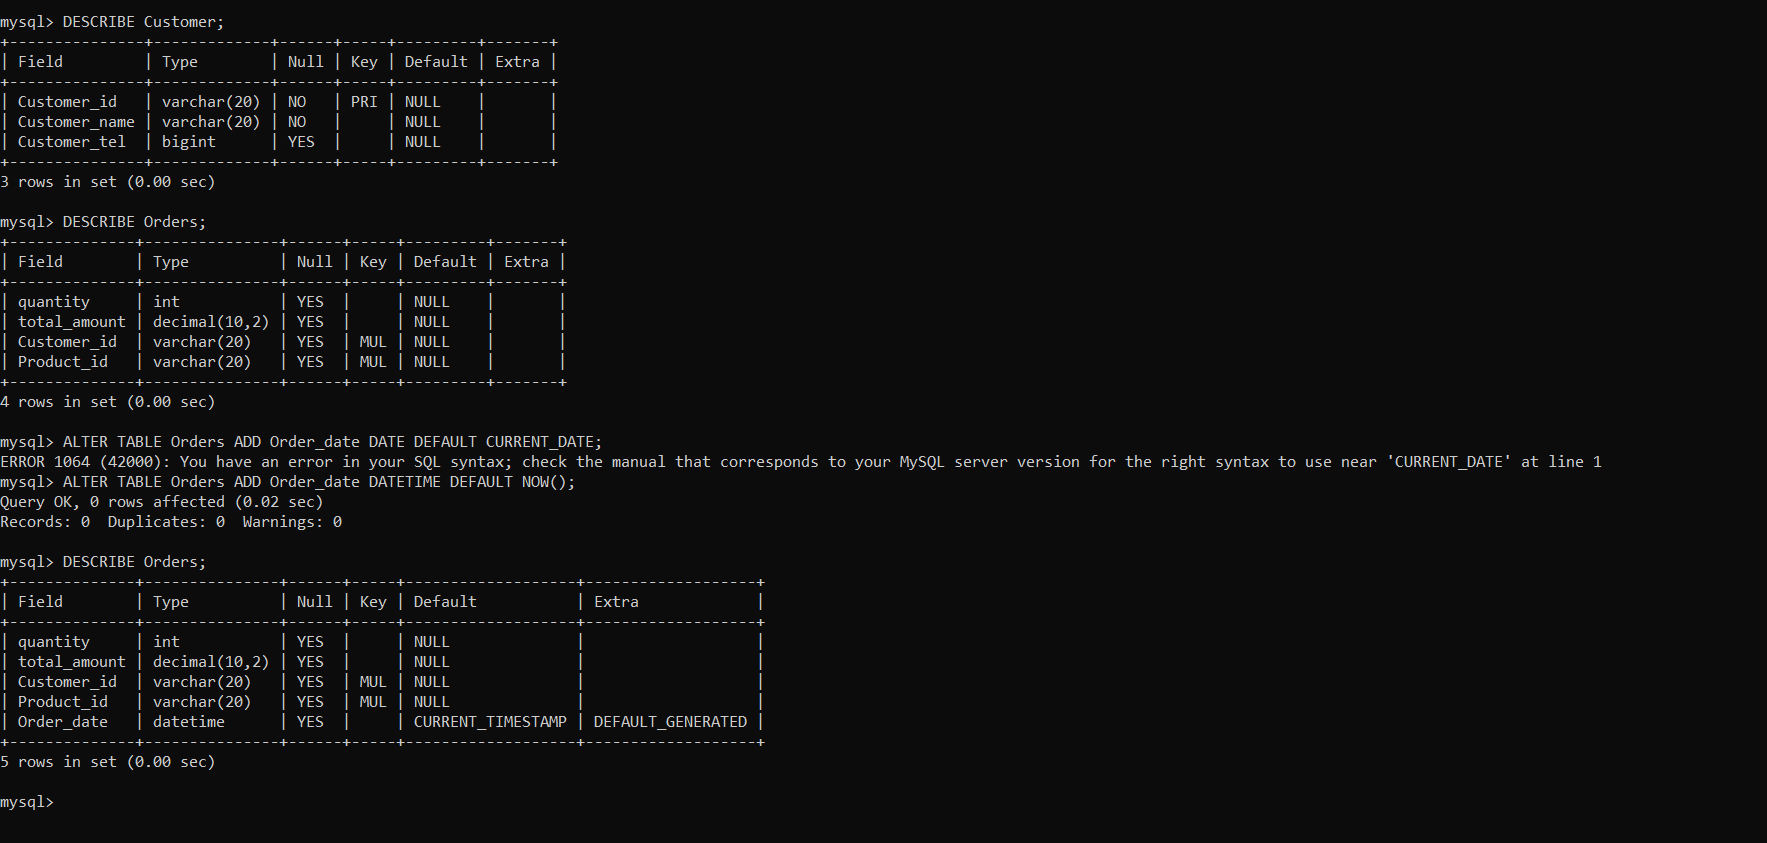 mysql> DESCRIBE Customer;
+---------------+-------------+------+-----+---------+-------+
| Field         | Type        | Null | Key | Default | Extra |
+---------------+-------------+------+-----+---------+-------+
| Customer_id   | varchar(20) | NO   | PRI | NULL    |       |
| Customer_name | varchar(20) | NO   |     | NULL    |       |
| Customer_tel  | bigint      | YES  |     | NULL    |       |
+---------------+-------------+------+-----+---------+-------+
3 rows in set (0.00 sec)

mysql> DESCRIBE Orders;
+--------------+---------------+------+-----+---------+-------+
| Field        | Type          | Null | Key | Default | Extra |
+--------------+---------------+------+-----+---------+-------+
| quantity     | int           | YES  |     | NULL    |       |
| total_amount | decimal(10,2) | YES  |     | NULL    |       |
| Customer_id  | varchar(20)   | YES  | MUL | NULL    |       |
| Product_id   | varchar(20)   | YES  | MUL | NULL    |       |
+--------------+---------------+------+-----+---------+-------+
4 rows in set (0.00 sec)

mysql> ALTER TABLE Orders ADD Order_date DATE DEFAULT CURRENT_DATE;
ERROR 1064 (42000): You have an error in your SQL syntax; check the manual that corresponds to your MySQL server version for the right syntax to use near 'CURRENT_DATE' at line 1
mysql> ALTER TABLE Orders ADD Order_date DATETIME DEFAULT NOW();
Query OK, 0 rows affected (0.02 sec)
Records: 0  Duplicates: 0  Warnings: 0

mysql> DESCRIBE Orders;
+--------------+---------------+------+-----+-------------------+-------------------+
| Field        | Type          | Null | Key | Default           | Extra             |
+--------------+---------------+------+-----+-------------------+-------------------+
| quantity     | int           | YES  |     | NULL              |                   |
| total_amount | decimal(10,2) | YES  |     | NULL              |                   |
| Customer_id  | varchar(20)   | YES  | MUL | NULL              |                   |
| Product_id   | varchar(20)   | YES  | MUL | NULL              |                   |
| Order_date   | datetime      | YES  |     | CURRENT_TIMESTAMP | DEFAULT_GENERATED |
+--------------+---------------+------+-----+-------------------+-------------------+
5 rows in set (0.00 sec)

mysql>